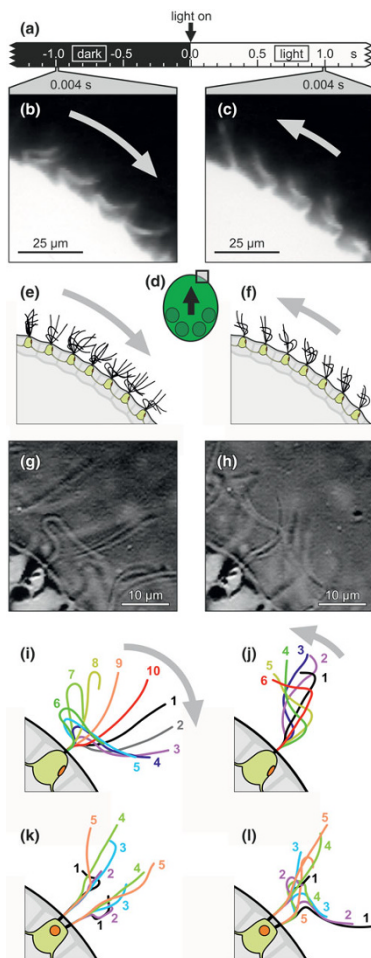 light on
(a)
-1.0 dark -0.5 0.0 0.5 light 1.0 s
0.004 s 0.004 s
(b) (c)
25 µm 25 µm
(d)
(e) (f)
(g) (h)
10 µm 10 µm
(i) (j)
7 8 9 10 1 2 3 4 5 6
1 2 3 4 5 6
(k) (l)
5 4 3 2 1 5 4 3 2 1
5 4 3 2 1 4 3 5 2 1